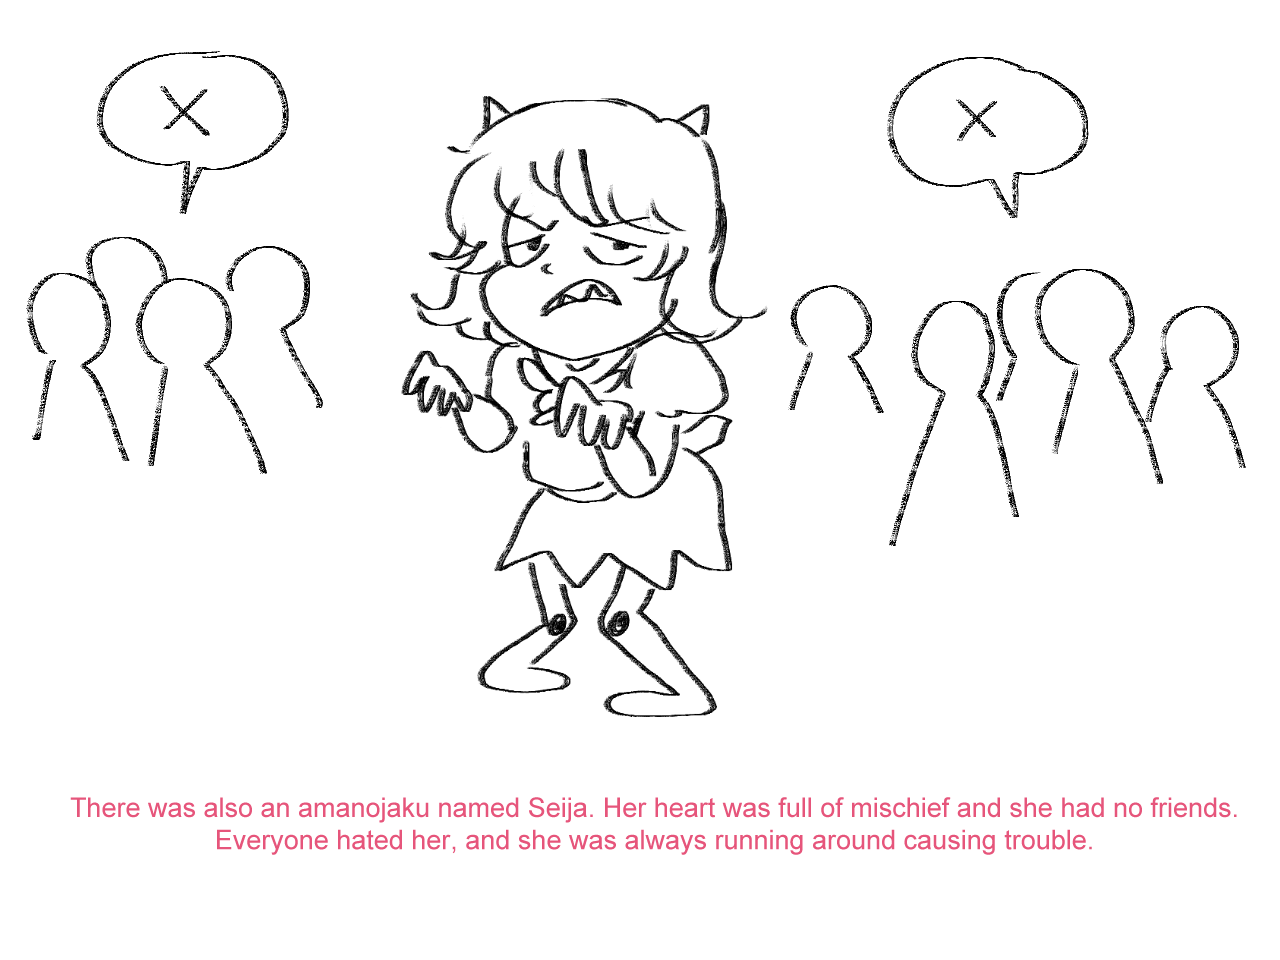 There was also an amanojaku named Seija. Her heart was full of mischief and she had no friends.
Everyone hated her, and she was always running around causing trouble.